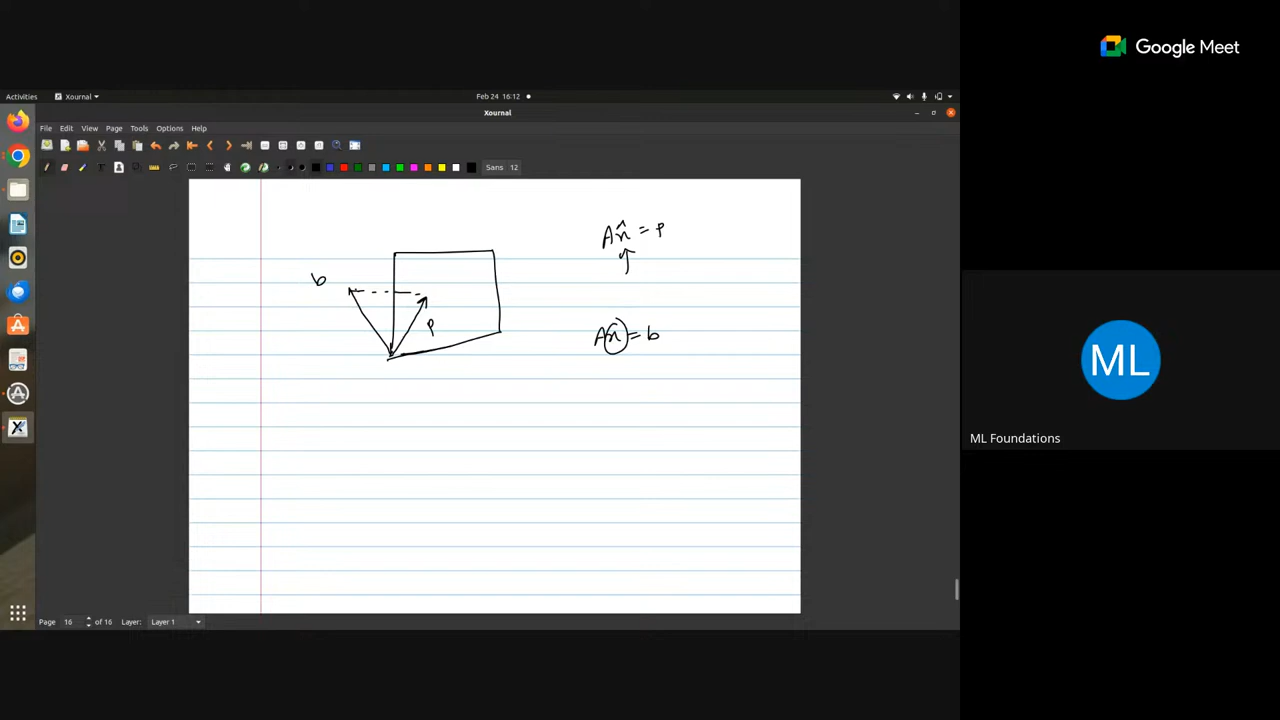 Google Meet
Activities
Xournal
Feb 24 16:12
Xournal
File Edit View Page Tools Options Help
Sans 12
Ax̂ = p
b
p
Ax = b
ML
ML Foundations
Page 16 of 16 Layer: Layer 1